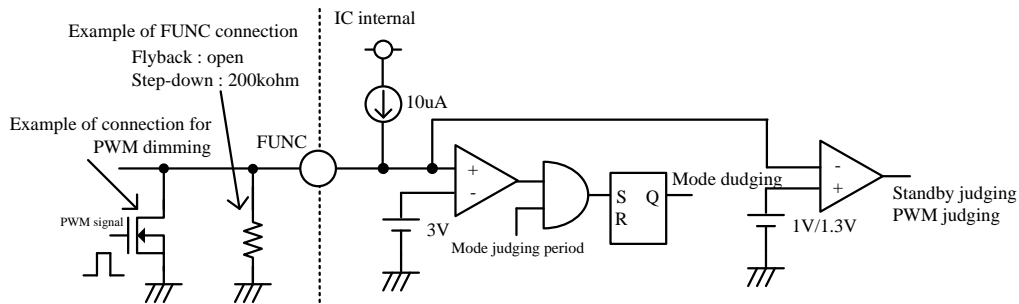 IC internal
Example of FUNC connection
Flyback : open
Step-down : 200kohm
10uA
Example of connection for
PWM dimming
FUNC
+
-
-
+
PWM signal
3V
Mode judging period
S
R
Q
Mode dudging
1V/1.3V
Standby judging
PWM judging